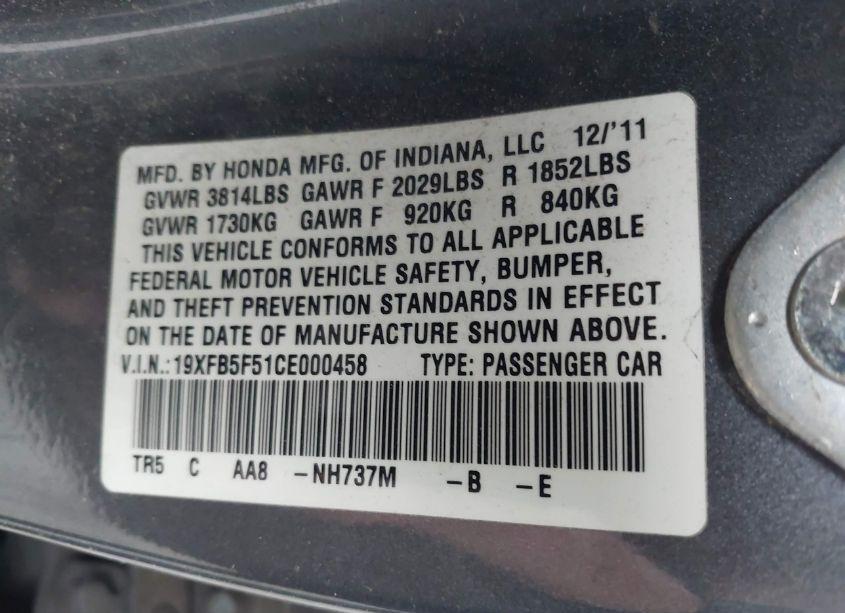 MFD. BY HONDA MFG. OF INDIANA, LLC 12/'11
GVWR 3814LBS GAWR F 2029LBS R 1852LBS
GVWR 1730KG GAWR F 920KG R 840KG
THIS VEHICLE CONFORMS TO ALL APPLICABLE
FEDERAL MOTOR VEHICLE SAFETY, BUMPER,
AND THEFT PREVENTION STANDARDS IN EFFECT
ON THE DATE OF MANUFACTURE SHOWN ABOVE.
V.I.N.:19XFB5F51CE000458 TYPE: PASSENGER CAR
TR5 C AA8 -NH737M -B -E